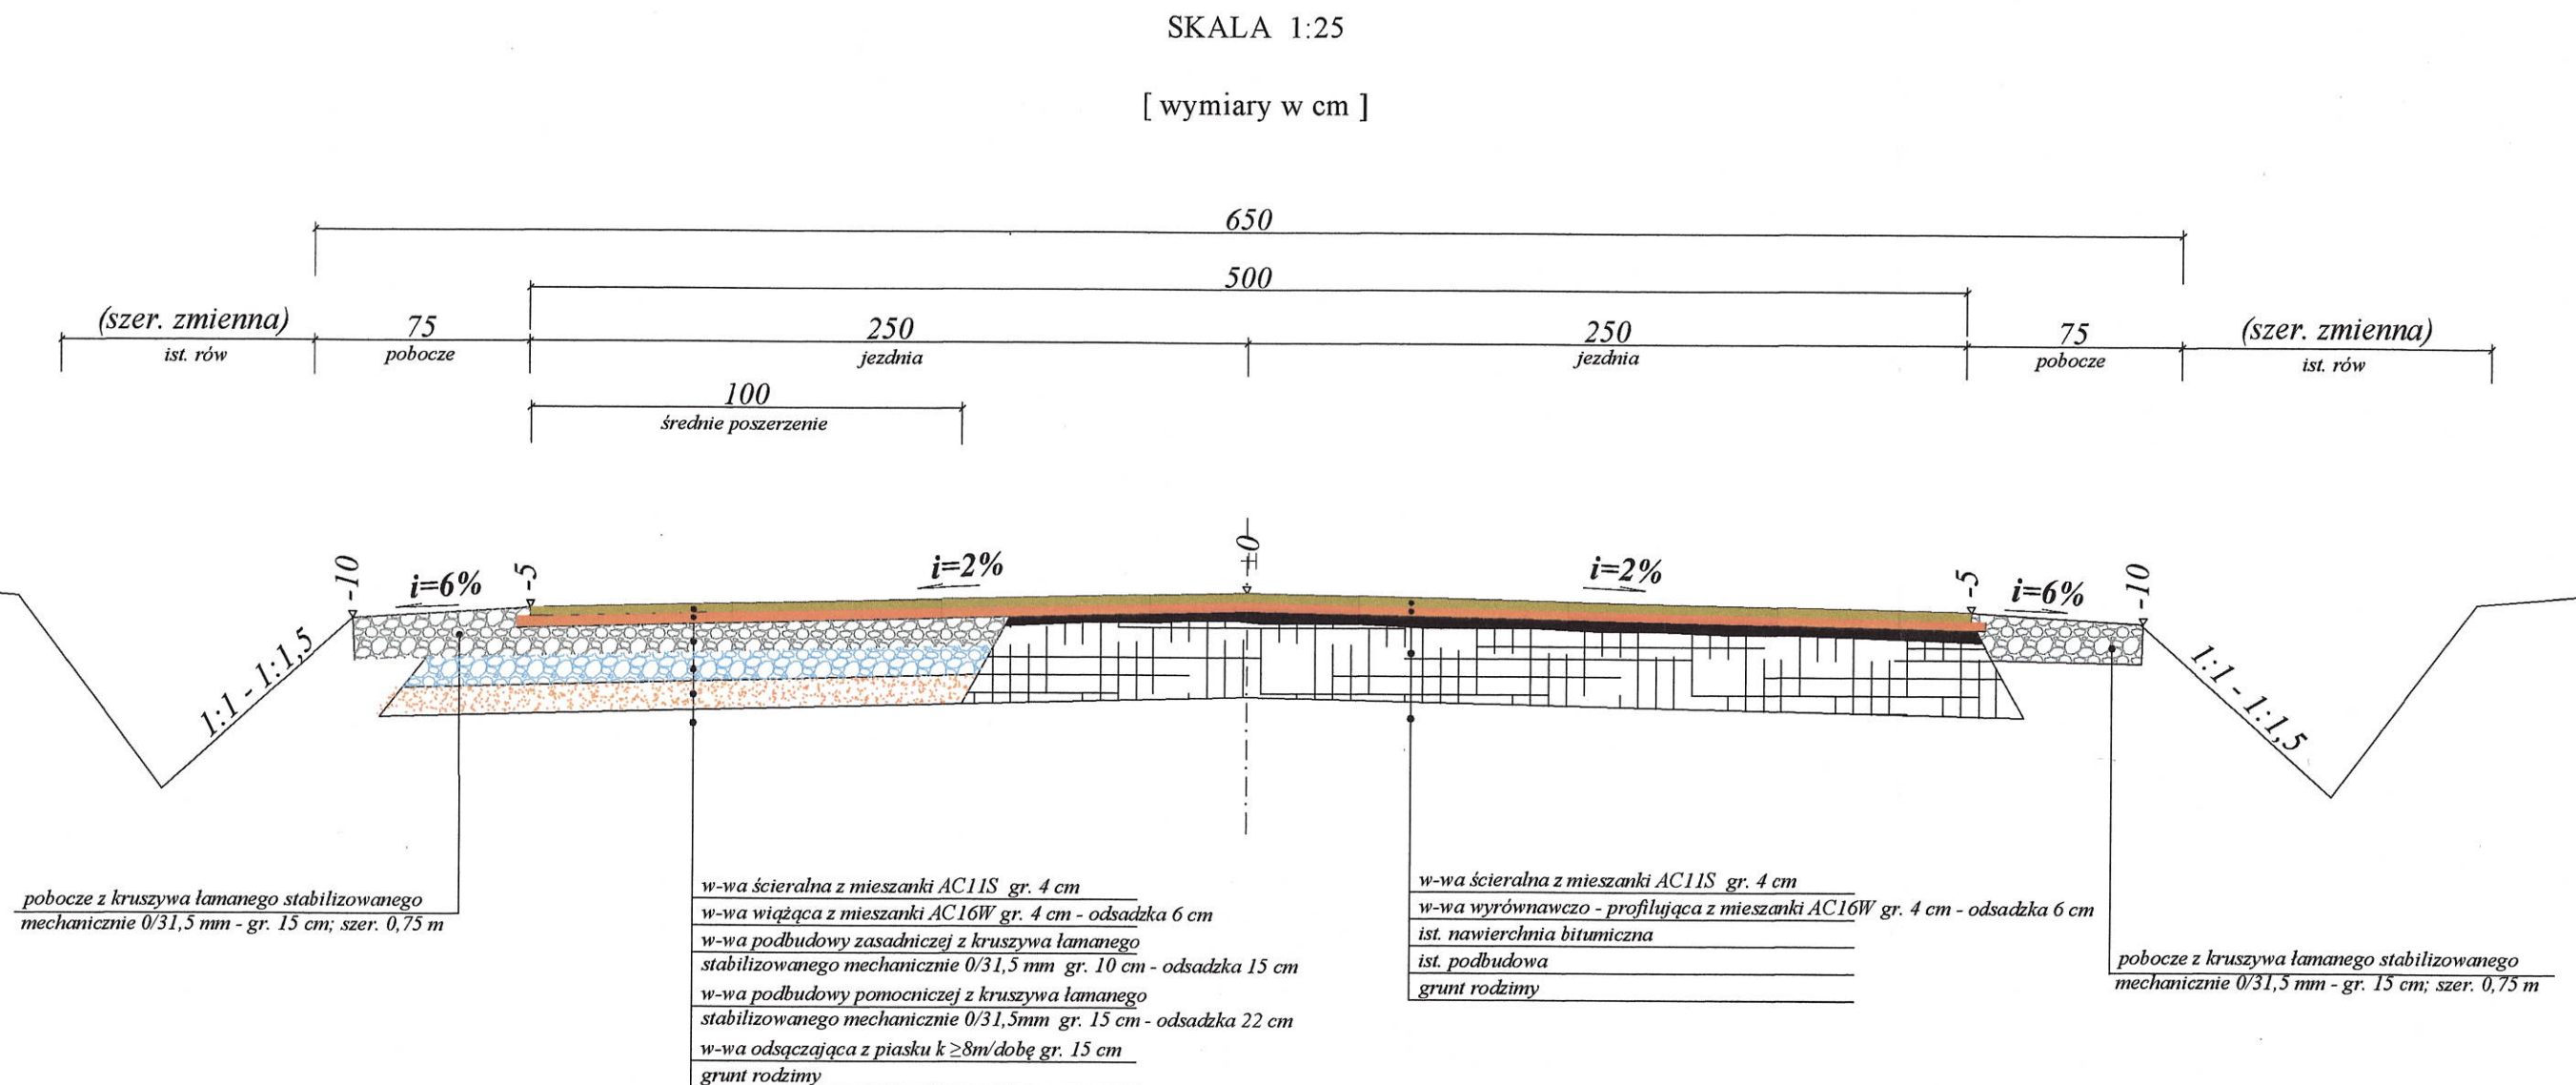 SKALA 1:25
[ wymiary w cm ]
650
500
(szer. zmienna) 75 250 250 75 (szer. zmienna)
ist. rów pobocze jezdnia jezdnia pobocze ist. rów
100
średnie poszerzenie
-10 i=6% -5 i=2% ±0 i=2% -5 i=6% -10
1:1 - 1:1,5
1:1 - 1:1,5
pobocze z kruszywa łamanego stabilizowanego
mechanicznie 0/31,5 mm - gr. 15 cm; szer. 0,75 m
w-wa ścieralna z mieszanki AC11S gr. 4 cm
w-wa wiążąca z mieszanki AC16W gr. 4 cm - odsadzka 6 cm
w-wa podbudowy zasadniczej z kruszywa łamanego
stabilizowanego mechanicznie 0/31,5 mm gr. 10 cm - odsadzka 15 cm
w-wa podbudowy pomocniczej z kruszywa łamanego
stabilizowanego mechanicznie 0/31,5mm gr. 15 cm - odsadzka 22 cm
w-wa odsączająca z piasku k ≥8m/dobę gr. 15 cm
grunt rodzimy
w-wa ścieralna z mieszanki AC11S gr. 4 cm
w-wa wyrównawczo - profilująca z mieszanki AC16W gr. 4 cm - odsadzka 6 cm
ist. nawierchnia bitumiczna
ist. podbudowa
grunt rodzimy
pobocze z kruszywa łamanego stabilizowanego
mechanicznie 0/31,5 mm - gr. 15 cm; szer. 0,75 m